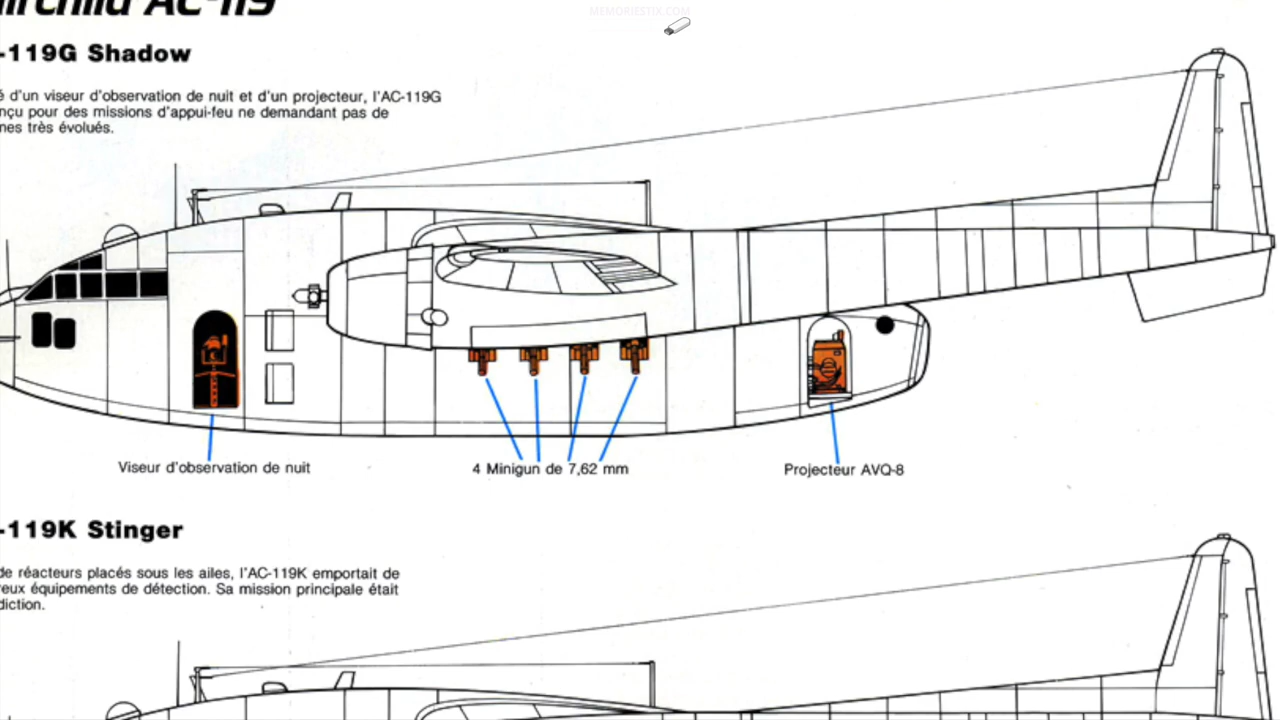 MEMORIESTIX.COM
AC-119
-119G Shadow
é d'un viseur d'observation de nuit et d'un projecteur, l'AC-119G
nçu pour des missions d'appui-feu ne demandant pas de
nes très évolués.
Viseur d'observation de nuit
4 Minigun de 7,62 mm
Projecteur AVQ-8
-119K Stinger
de réacteurs placés sous les ailes, l'AC-119K emportait de
reux équipements de détection. Sa mission principale était
diction.